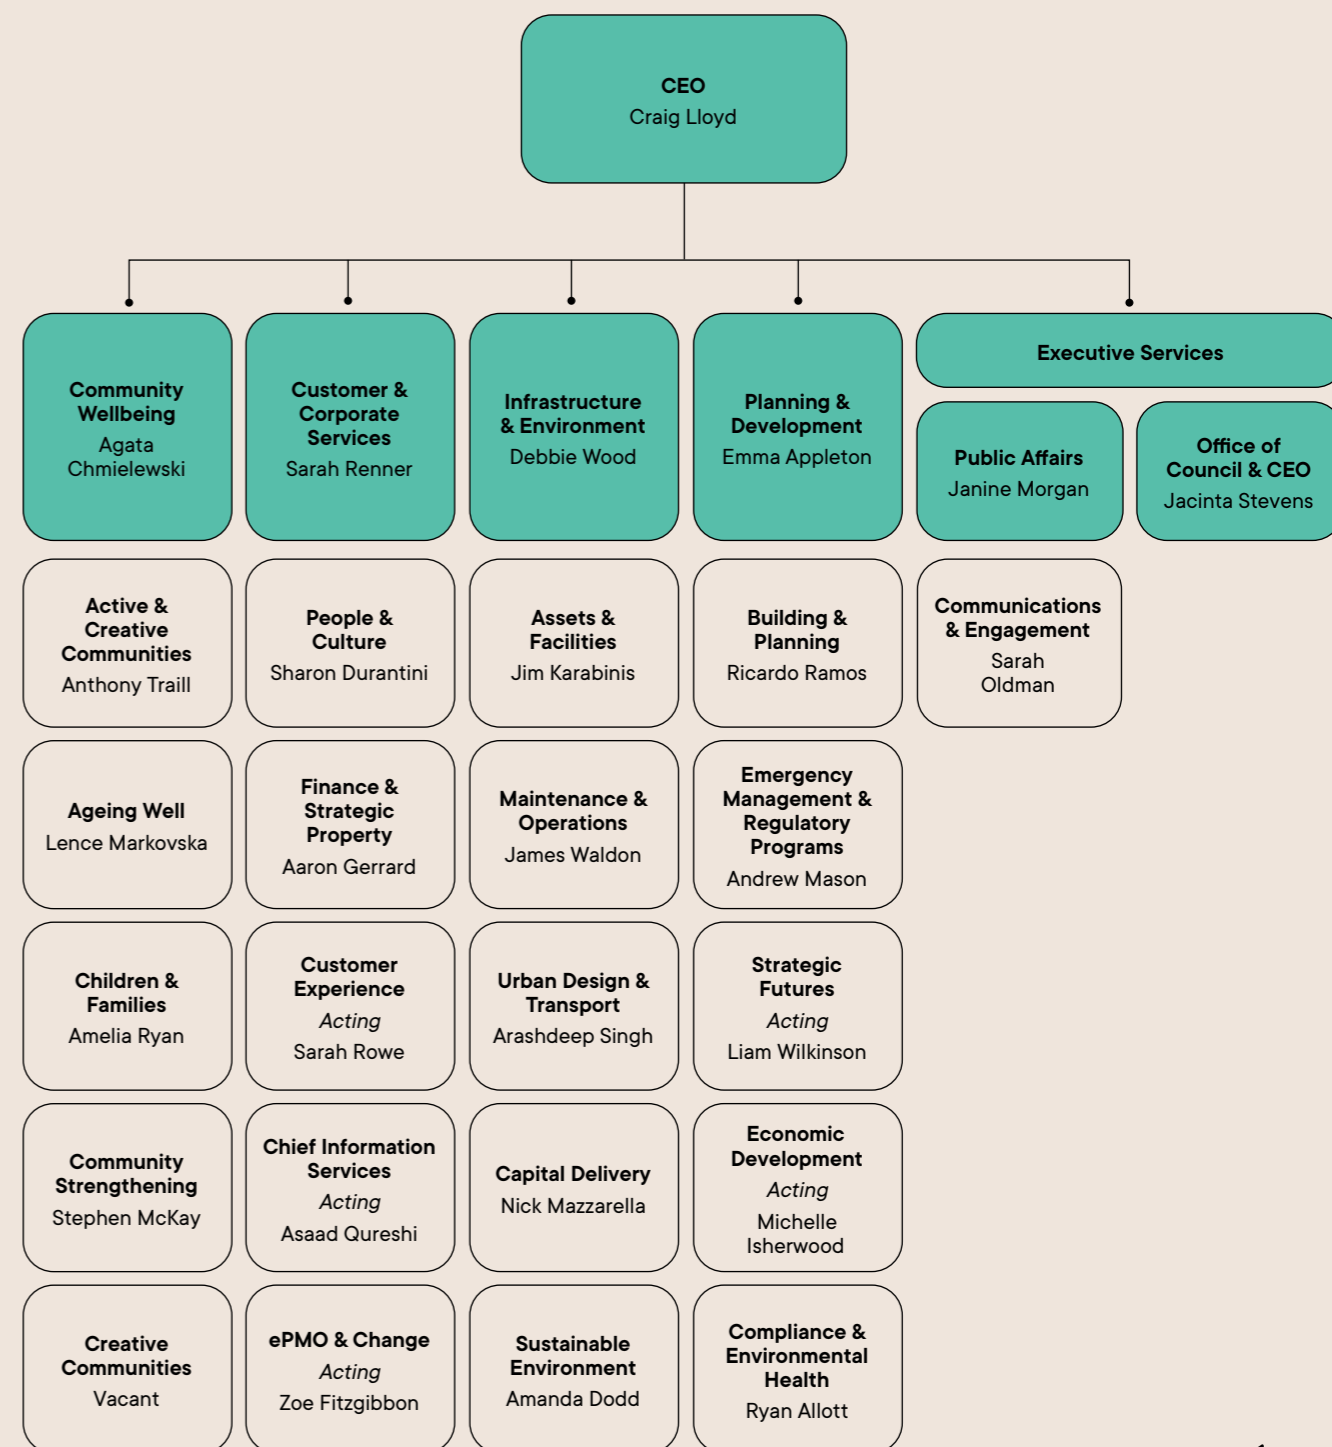 CEO
Craig Lloyd
Community
Wellbeing
Agata
Chmielewski
Customer &
Corporate
Services
Sarah Renner
Infrastructure
& Environment
Debbie Wood
Planning &
Development
Emma Appleton
Executive Services
Public Affairs
Janine Morgan
Office of
Council & CEO
Jacinta Stevens
Active &
Creative
Communities
Anthony Traill
People &
Culture
Sharon Durantini
Assets &
Facilities
Jim Karabinis
Building &
Planning
Ricardo Ramos
Communications
& Engagement
Sarah
Oldman
Ageing Well
Lence Markovska
Finance &
Strategic
Property
Aaron Gerrard
Maintenance &
Operations
James Waldon
Emergency
Management &
Regulatory
Programs
Andrew Mason
Children &
Families
Amelia Ryan
Customer
Experience
Acting
Sarah Rowe
Urban Design &
Transport
Arashdeep Singh
Strategic
Futures
Acting
Liam Wilkinson
Community
Strengthening
Stephen McKay
Chief Information
Services
Acting
Asaad Qureshi
Capital Delivery
Nick Mazzarella
Economic
Development
Acting
Michelle
Isherwood
Creative
Communities
Vacant
ePMO & Change
Acting
Zoe Fitzgibbon
Sustainable
Environment
Amanda Dodd
Compliance &
Environmental
Health
Ryan Allott